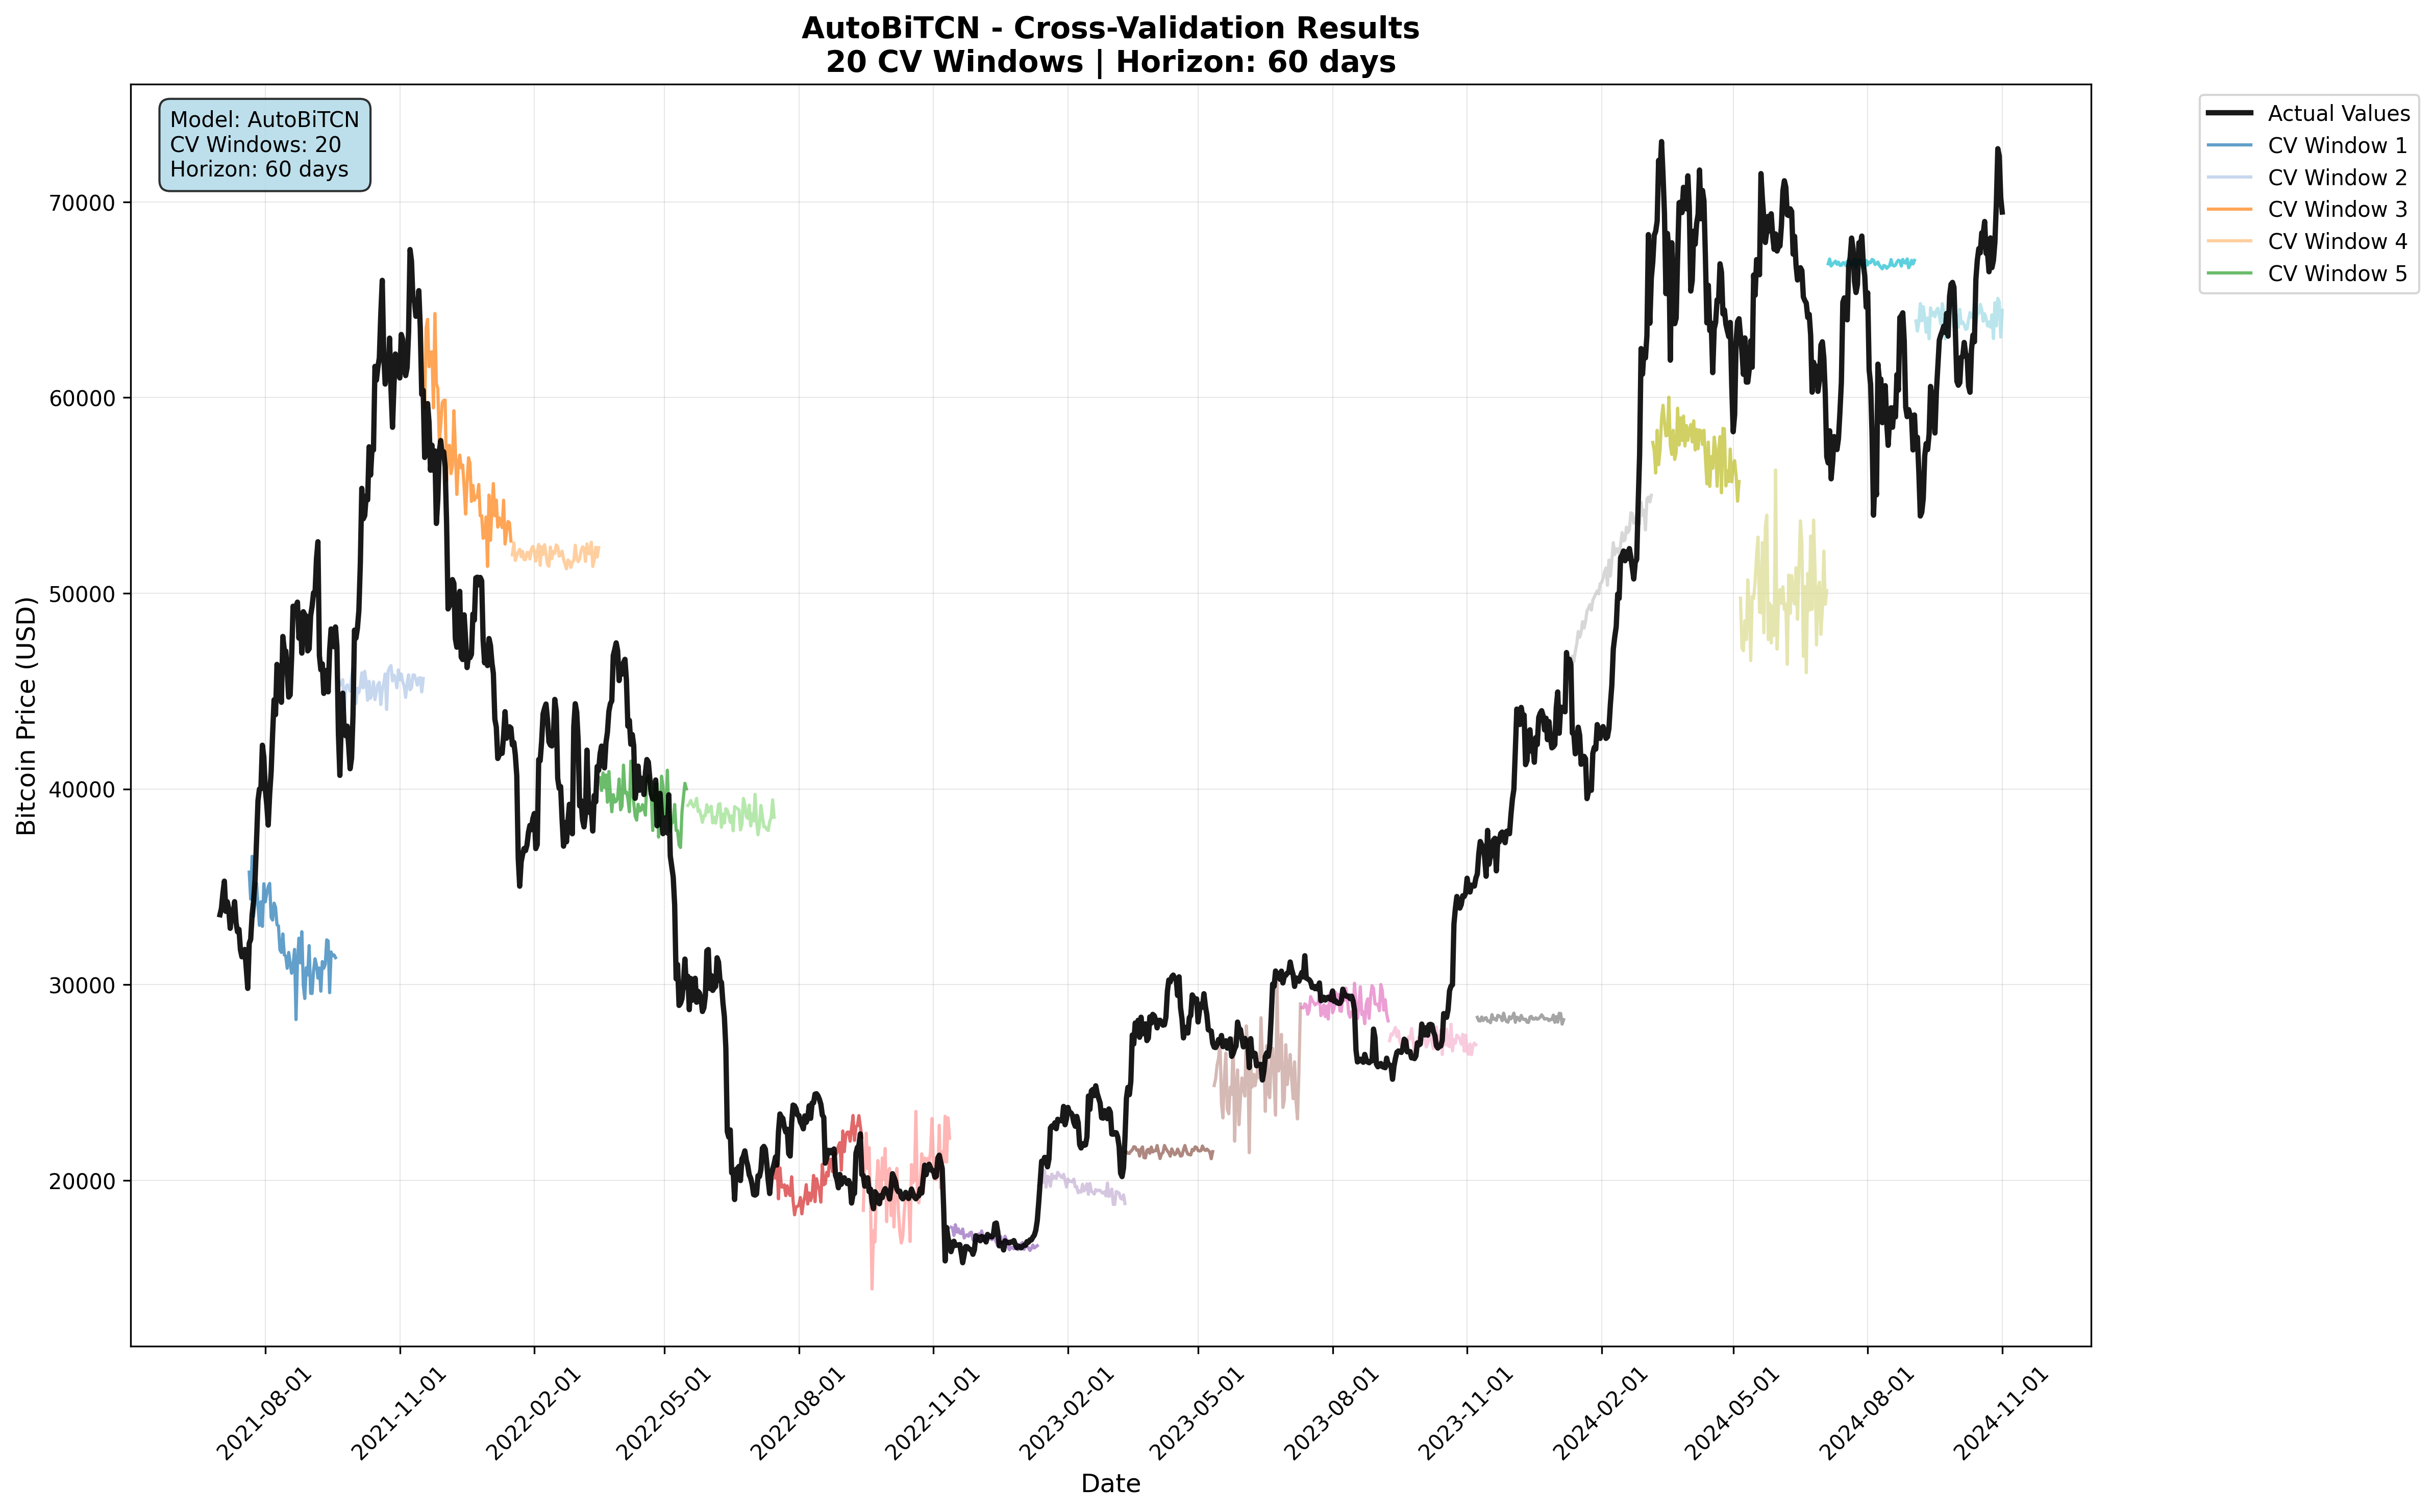 AutoBiTCN - Cross-Validation Results
20 CV Windows | Horizon: 60 days
Model: AutoBiTCN
CV Windows: 20
Horizon: 60 days
Actual Values
CV Window 1
CV Window 2
CV Window 3
CV Window 4
CV Window 5
Bitcoin Price (USD)
70000
60000
50000
40000
30000
20000
2021-08-01
2021-11-01
2022-02-01
2022-05-01
2022-08-01
2022-11-01
2023-02-01
2023-05-01
2023-08-01
2023-11-01
2024-02-01
2024-05-01
2024-08-01
2024-11-01
Date